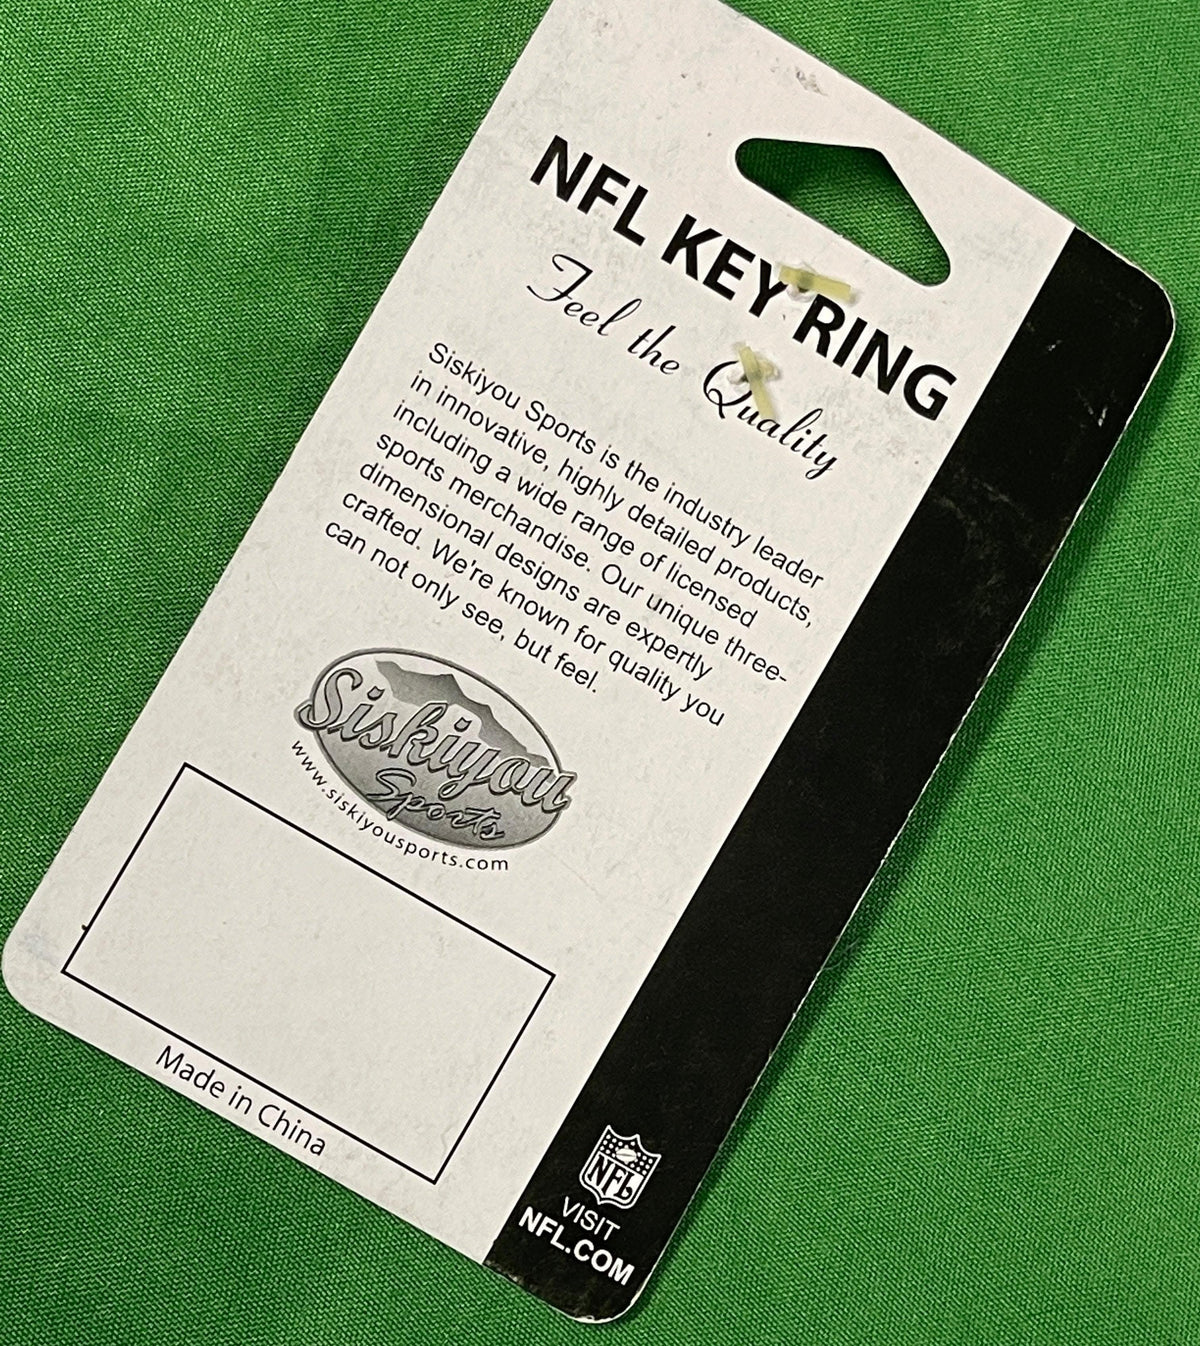 NFL KEY RING
Feel the Quality
Siskiyou Sports is the industry leader
in innovative, highly detailed products,
including a wide range of licensed
sports merchandise. Our unique three-
dimensional designs are expertly
crafted. We're known for quality you
can not only see, but feel.
Siskiyou
Sports
www.siskiyousports.com
Made in China
NFL
VISIT
NFL.COM